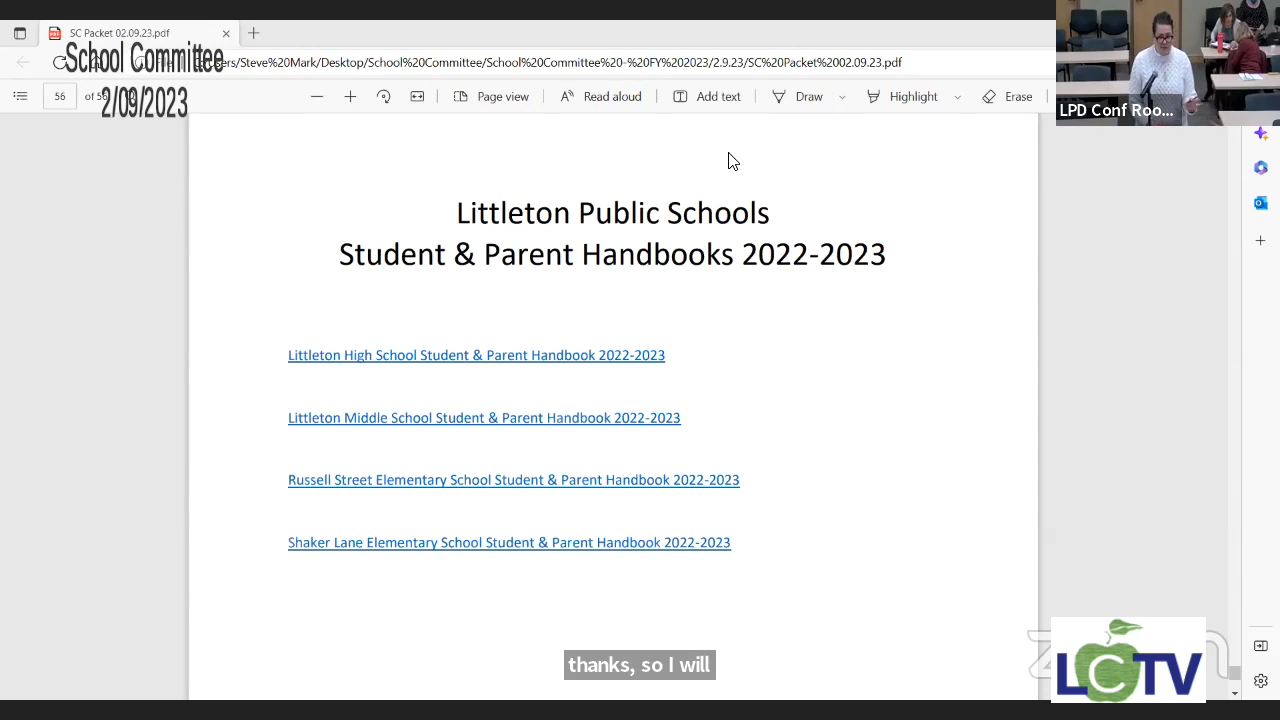 SC Packet 02.09.23.pdf
School Committee
ers/Steve%20Mark/Desktop/School%20Committee/School%20Committee%20-%20FY%202023/2.9.23/SC%20Packet%2002.09.23.pdf
2/09/2023
56 of 5
Page view
Read aloud
Add text
Draw
Highlight
Erase
LPD Conf Roo...
Littleton Public Schools
Student & Parent Handbooks 2022-2023
Littleton High School Student & Parent Handbook 2022-2023
Littleton Middle School Student & Parent Handbook 2022-2023
Russell Street Elementary School Student & Parent Handbook 2022-2023
Shaker Lane Elementary School Student & Parent Handbook 2022-2023
thanks, so I will
LCTV